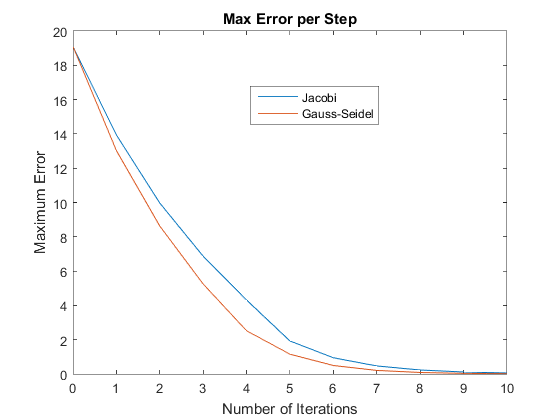 Max Error per Step
20
18
16
14
12
10
8
6
4
2
0
Maximum Error
Jacobi
Gauss-Seidel
0 1 2 3 4 5 6 7 8 9 10
Number of Iterations